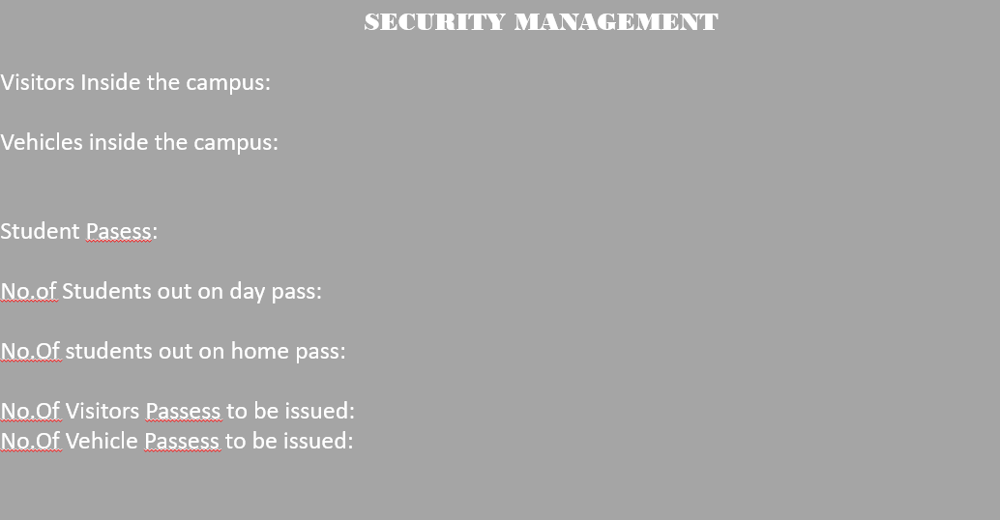 SECURITY MANAGEMENT
Visitors Inside the campus:
Vehicles inside the campus:
Student Pasess:
No.of Students out on day pass:
No.Of students out on home pass:
No.Of Visitors Passess to be issued:
No.Of Vehicle Passess to be issued: